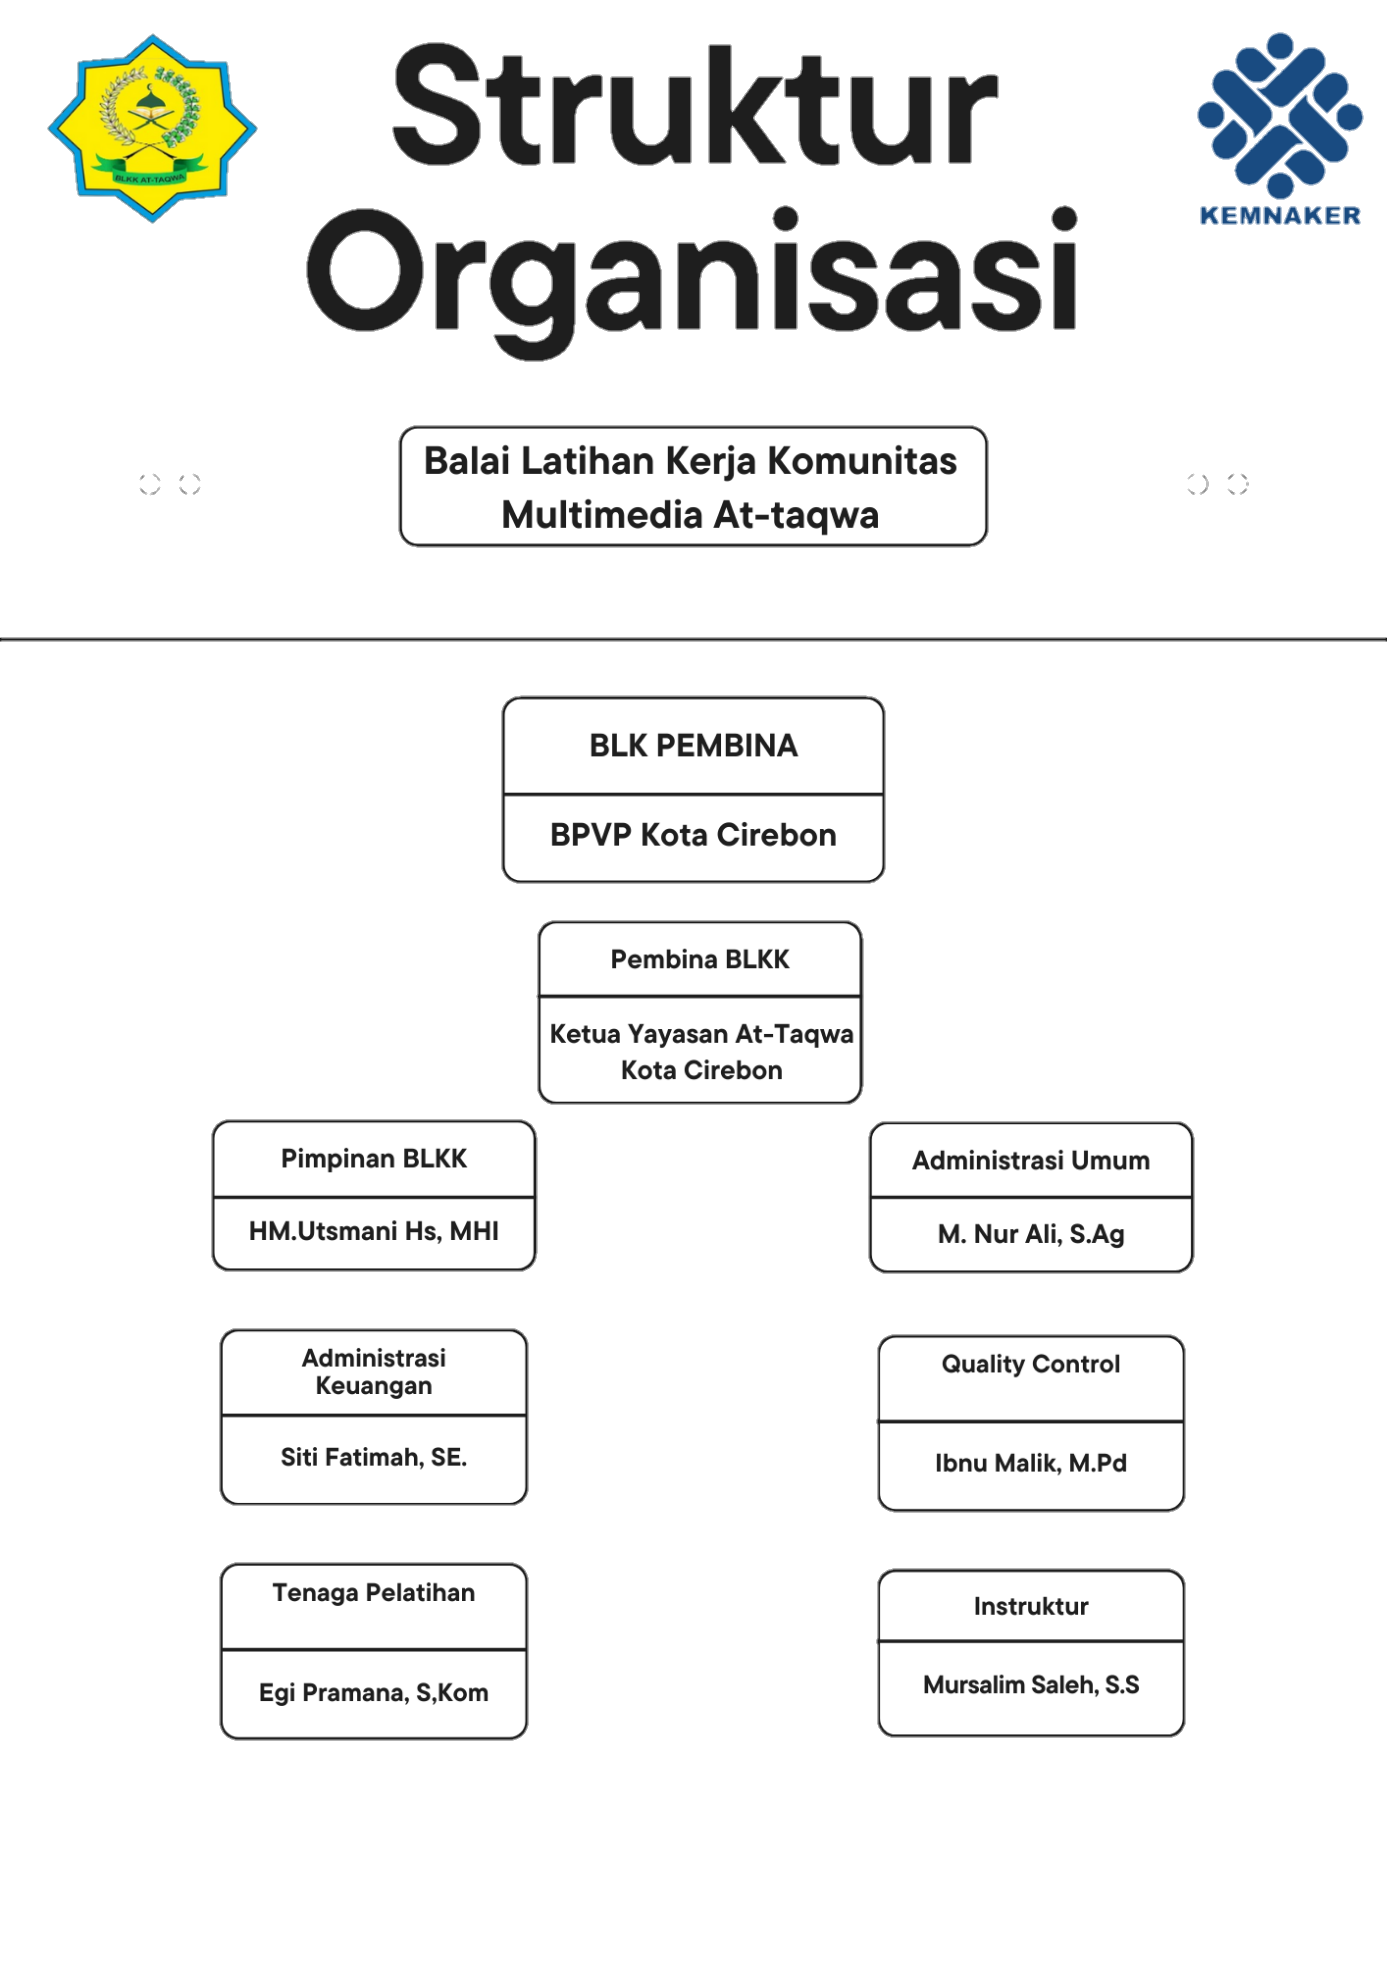 BLKK AT-TAQWA
Struktur
Organisasi
KEMNAKER
Balai Latihan Kerja Komunitas
Multimedia At-taqwa
BLK PEMBINA
BPVP Kota Cirebon
Pembina BLKK
Ketua Yayasan At-Taqwa
Kota Cirebon
Pimpinan BLKK
HM.Utsmani Hs, MHI
Administrasi Umum
M. Nur Ali, S.Ag
Administrasi
Keuangan
Siti Fatimah, SE.
Quality Control
Ibnu Malik, M.Pd
Tenaga Pelatihan
Egi Pramana, S,Kom
Instruktur
Mursalim Saleh, S.S